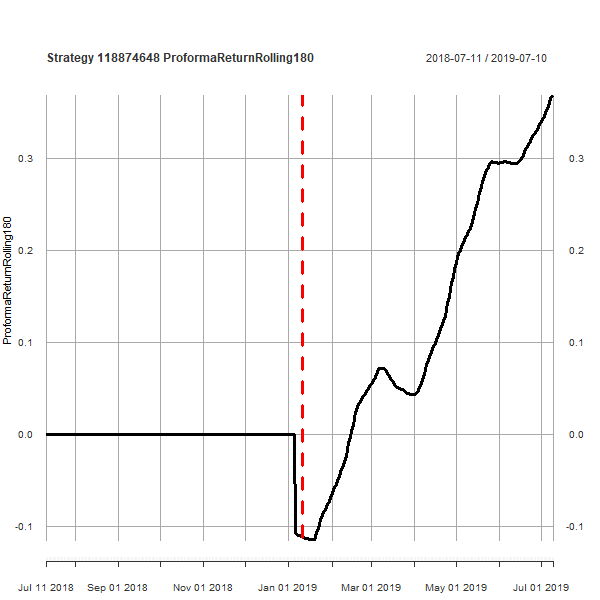 Strategy 118874648 ProformaReturnRolling180
2018-07-11 / 2019-07-10
ProformaReturnRolling180
0.3
0.3
0.2
0.2
0.1
0.1
0.0
0.0
-0.1
-0.1
Jul 11 2018
Sep 01 2018
Nov 01 2018
Jan 01 2019
Mar 01 2019
May 01 2019
Jul 01 2019